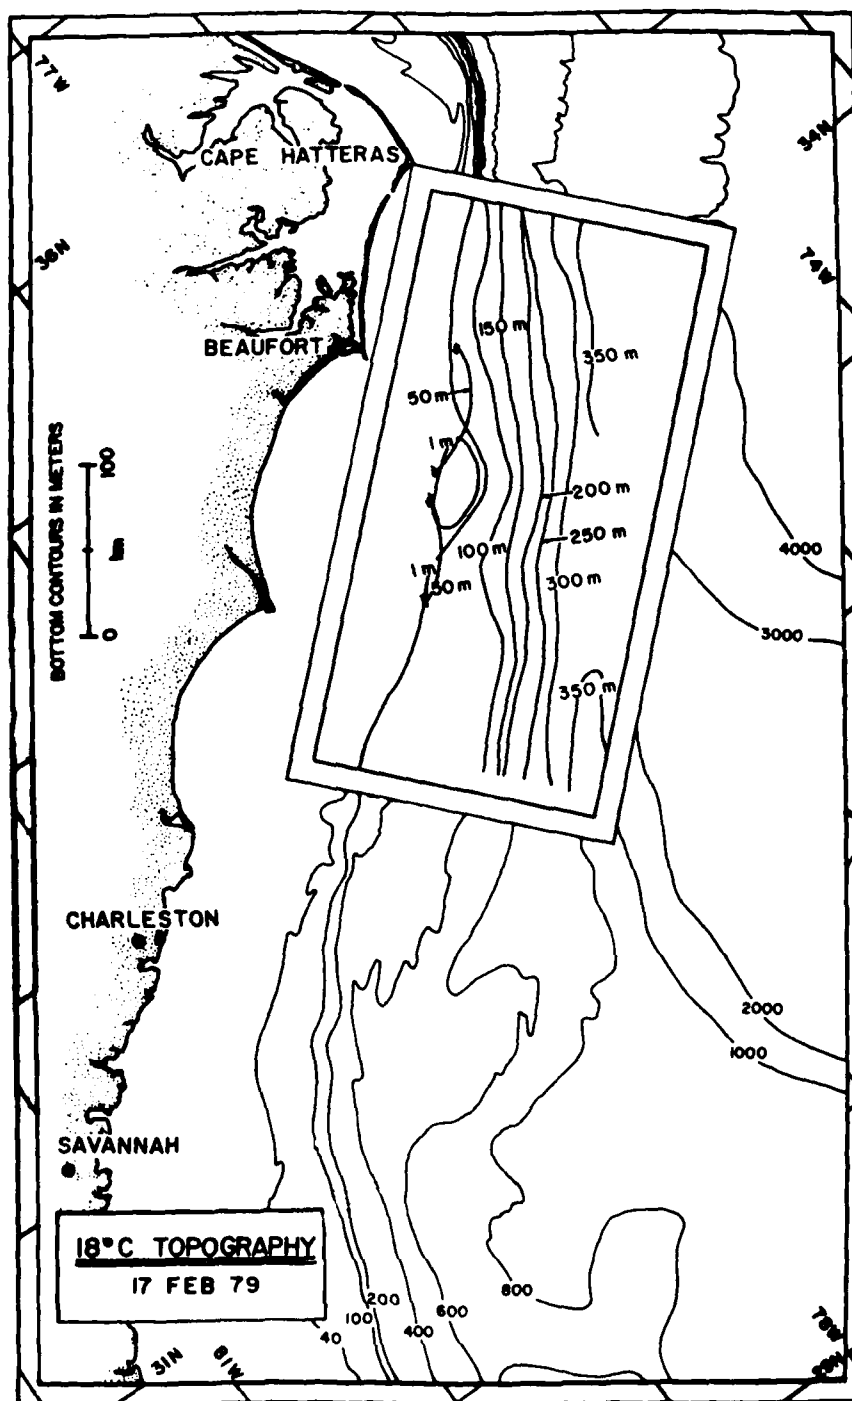 77W
34N
CAPE HATTERAS
36N
74W
BEAUFORT
150 m
350 m
50 m
1 m
BOTTOM CONTOURS IN METERS
100
km
0
200 m
250 m
100 m
300 m
1 m
50 m
4000
3000
350 m
CHARLESTON
2000
1000
SAVANNAH
18°C TOPOGRAPHY
17 FEB 79
800
600
200
100
400
40
31N
81W